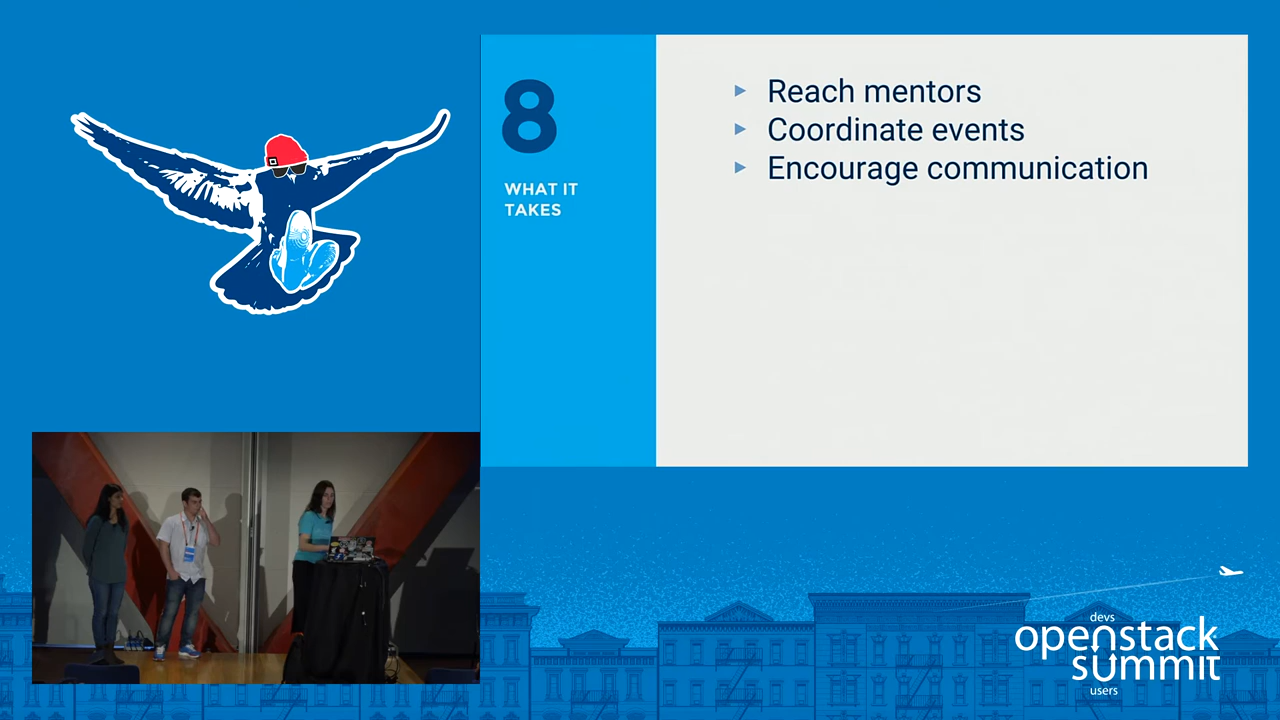 8
WHAT IT
TAKES
▸ Reach mentors
▸ Coordinate events
▸ Encourage communication
devs
openstack
summit
users